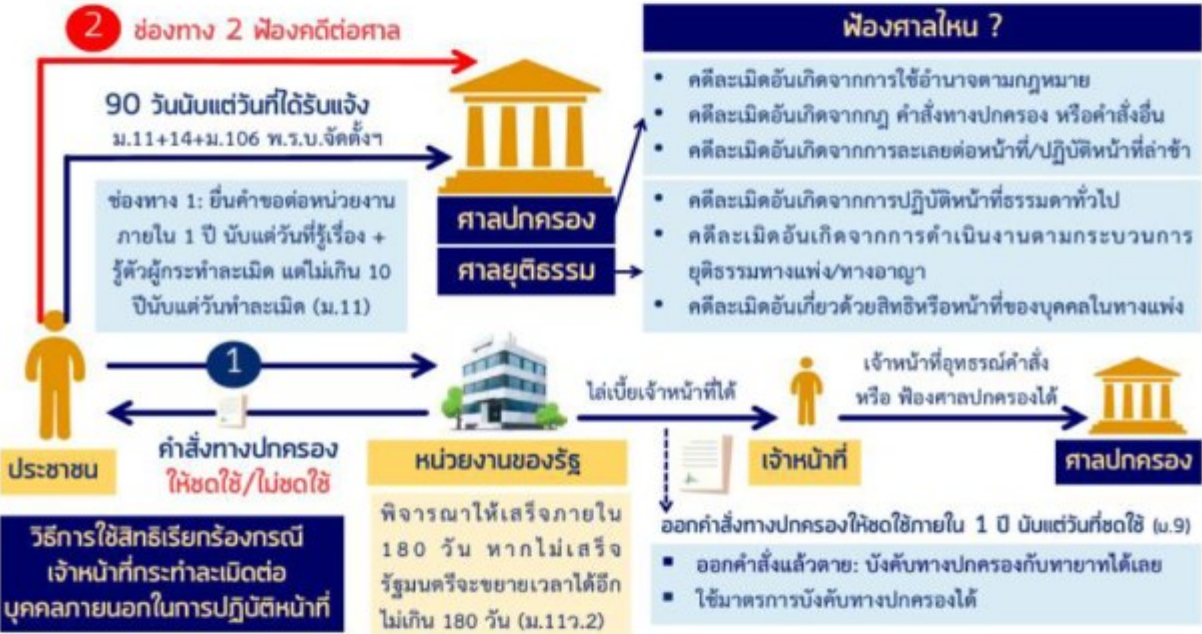 2 ช่องทาง 2 ฟ้องคดีต่อศาล
90 วันนับแต่วันที่ได้รับแจ้ง
ม.11+14+ม.106 พ.ร.บ.จัดตั้งฯ
ช่องทาง 1: ยื่นคำขอต่อหน่วยงาน
ภายใน 1 ปี นับแต่วันที่รู้เรื่อง +
รู้ตัวผู้กระทำละเมิด แต่ไม่เกิน 10
ปีนับแต่วันทำละเมิด (ม.11)
ศาลปกครอง
ศาลยุติธรรม
ฟ้องศาลไหน ?
• คดีละเมิดอันเกิดจากการใช้อำนาจตามกฎหมาย
• คดีละเมิดอันเกิดจากกฎ คำสั่งทางปกครอง หรือคำสั่งอื่น
• คดีละเมิดอันเกิดจากการละเลยต่อหน้าที่/ปฏิบัติหน้าที่ล่าช้า
• คดีละเมิดอันเกิดจากการปฏิบัติหน้าที่ธรรมดาทั่วไป
• คดีละเมิดอันเกิดจากการดำเนินงานตามกระบวนการ
ยุติธรรมทางแพ่ง/ทางอาญา
• คดีละเมิดอันเกี่ยวด้วยสิทธิหรือหน้าที่ของบุคคลในทางแพ่ง
1
ประชาชน
คำสั่งทางปกครอง
ให้ชดใช้/ไม่ชดใช้
หน่วยงานของรัฐ
พิจารณาให้เสร็จภายใน
180 วัน หากไม่เสร็จ
รัฐมนตรีจะขยายเวลาได้อีก
ไม่เกิน 180 วัน (ม.11ว.2)
ไล่เบี้ยเจ้าหน้าที่ได้
เจ้าหน้าที่
เจ้าหน้าที่อุทธรณ์คำสั่ง
หรือ ฟ้องศาลปกครองได้
ศาลปกครอง
ออกคำสั่งทางปกครองให้ชดใช้ภายใน 1 ปี นับแต่วันที่ชดใช้ (ม.9)
▪ ออกคำสั่งแล้วตาย: บังคับทางปกครองกับทายาทได้เลย
▪ ใช้มาตรการบังคับทางปกครองได้
วิธีการใช้สิทธิเรียกร้องกรณี
เจ้าหน้าที่กระทำละเมิดต่อ
บุคคลภายนอกในการปฏิบัติหน้าที่